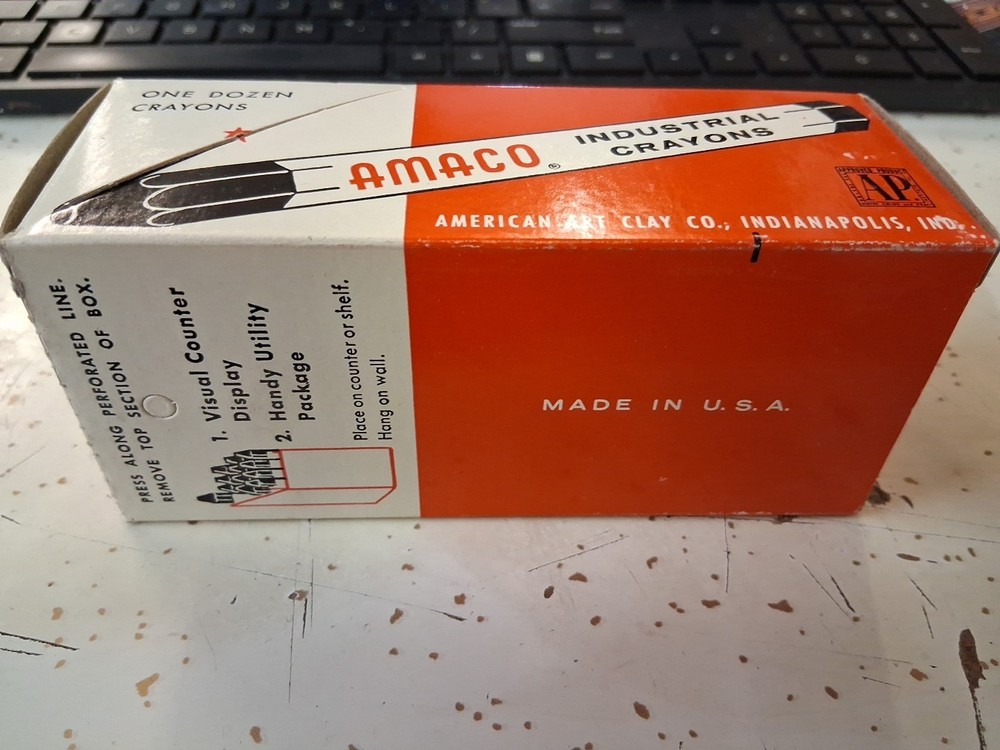 ONE DOZEN
CRAYONS
AMACO®
INDUSTRIAL
CRAYONS
APPROVED PRODUCT
AP
AMERICAN ART CLAY CO., INDIANAPOLIS, IND.
PRESS ALONG PERFORATED LINE.
REMOVE TOP SECTION OF BOX.
1. Visual Counter
Display
2. Handy Utility
Package
Place on counter or shelf.
Hang on wall.
MADE IN U.S.A.